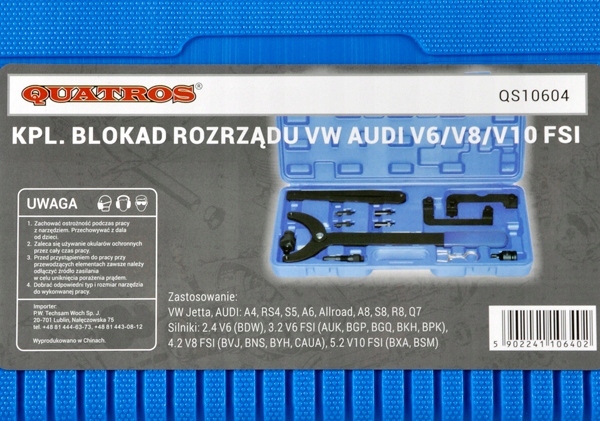 QUATROS®
QS10604
KPL. BLOKAD ROZRZĄDU VW AUDI V6/V8/V10 FSI
UWAGA
1. Zachować ostrożność podczas pracy
z narzędziem. Przechowywać z dala
od dzieci.
2. Zaleca się używanie okularów ochronnych
przez cały czas pracy.
3. Przed przystąpieniem do pracy przy
przewodzących elementach zawsze należy
odłączyć źródło zasilania
w celu uniknięcia porażenia prądem.
4. Dobrać odpowiedni typ i rozmiar narzędzia
do wykonywanej pracy.
Importer:
P.W. Techsam Woch Sp. J.
20-701 Lublin, Nałęczowska 75
tel. +48 81 444-63-73, +48 81 443-08-12
Wyprodukowano w Chinach.
Zastosowanie:
VW Jetta, AUDI: A4, RS4, S5, A6, Allroad, A8, S8, R8, Q7
Silniki: 2,4 V6 (BDW), 3.2 V6 FSI (AUK, BGP, BGQ, BKH, BPK),
4.2 V8 FSI (BVJ, BNS, BYH, CAUA), 5.2 V10 FSI (BXA, BSM)
5 902241 106402